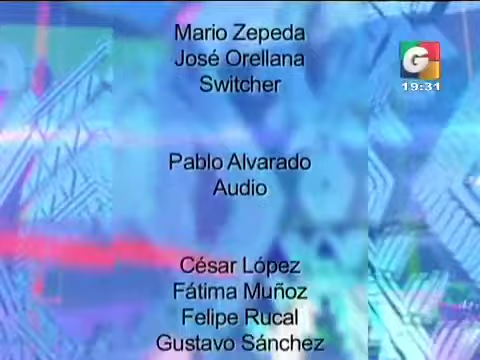 Mario Zepeda
José Orellana
Switcher
G
19:31
Pablo Alvarado
Audio
César López
Fátima Muñoz
Felipe Rucal
Gustavo Sánchez